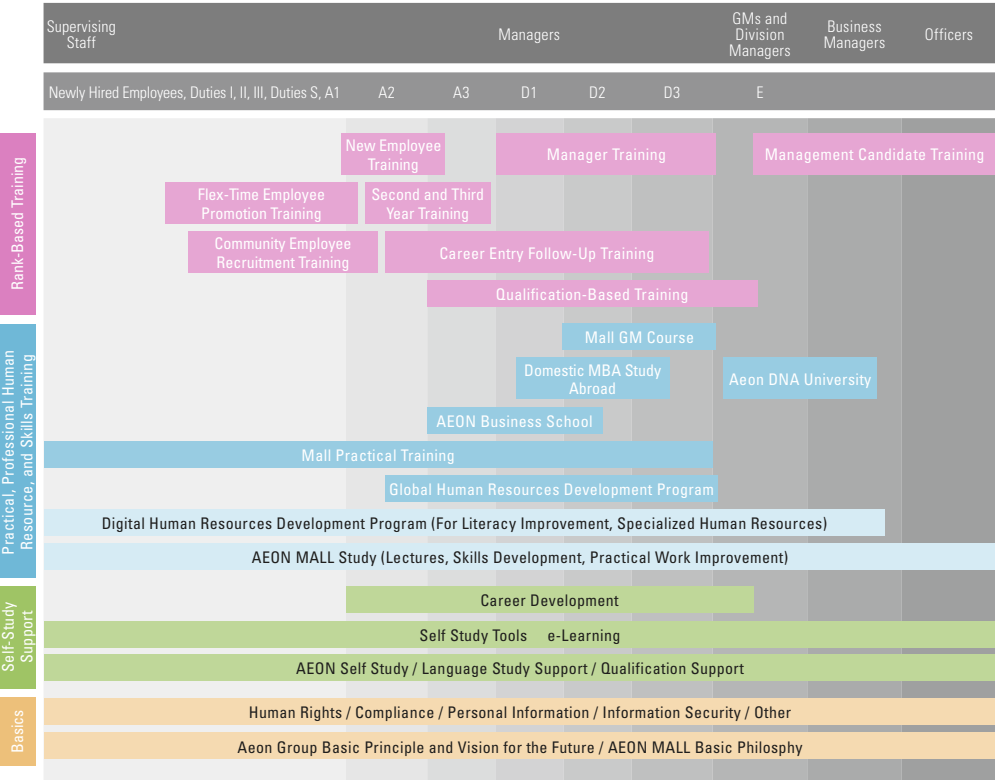 Supervising
Staff
Managers
GMs and
Division
Managers
Business
Managers
Officers
Newly Hired Employees, Duties I, II, III, Duties S, A1
A2
A3
D1
D2
D3
E
Rank-Based Training
New Employee
Training
Manager Training
Management Candidate Training
Flex-Time Employee
Promotion Training
Second and Third
Year Training
Community Employee
Recruitment Training
Career Entry Follow-Up Training
Qualification-Based Training
Practical, Professional Human
Resource, and Skills Training
Mall GM Course
Domestic MBA Study
Abroad
Aeon DNA University
AEON Business School
Mall Practical Training
Global Human Resources Development Program
Digital Human Resources Development Program (For Literacy Improvement, Specialized Human Resources)
AEON MALL Study (Lectures, Skills Development, Practical Work Improvement)
Self-Study
Support
Career Development
Self Study Tools e-Learning
AEON Self Study / Language Study Support / Qualification Support
Basics
Human Rights / Compliance / Personal Information / Information Security / Other
Aeon Group Basic Principle and Vision for the Future / AEON MALL Basic Philosphy